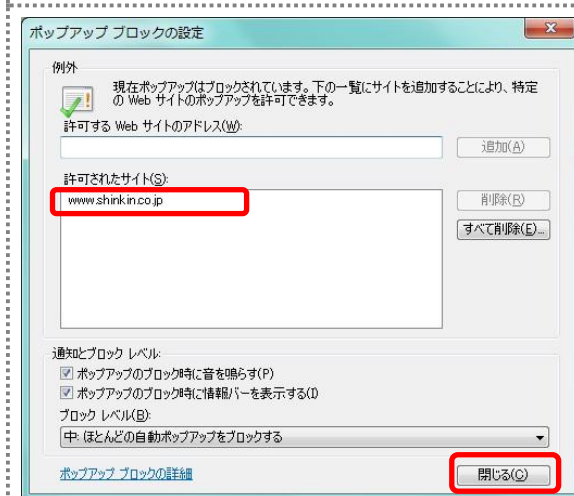 ポップアップ ブロックの設定
例外
現在ポップアップはブロックされています。下の一覧にサイトを追加することにより、特定
の Web サイトのポップアップを許可できます。
許可する Web サイトのアドレス(W):
追加(A)
許可されたサイト(S):
www.shinkin.co.jp
削除(R)
すべて削除(E)...
通知とブロック レベル:
ポップアップのブロック時に音を鳴らす(P)
ポップアップのブロック時に情報バーを表示する(I)
ブロック レベル(B):
中: ほとんどの自動ポップアップをブロックする
ポップアップ ブロックの詳細
閉じる(C)